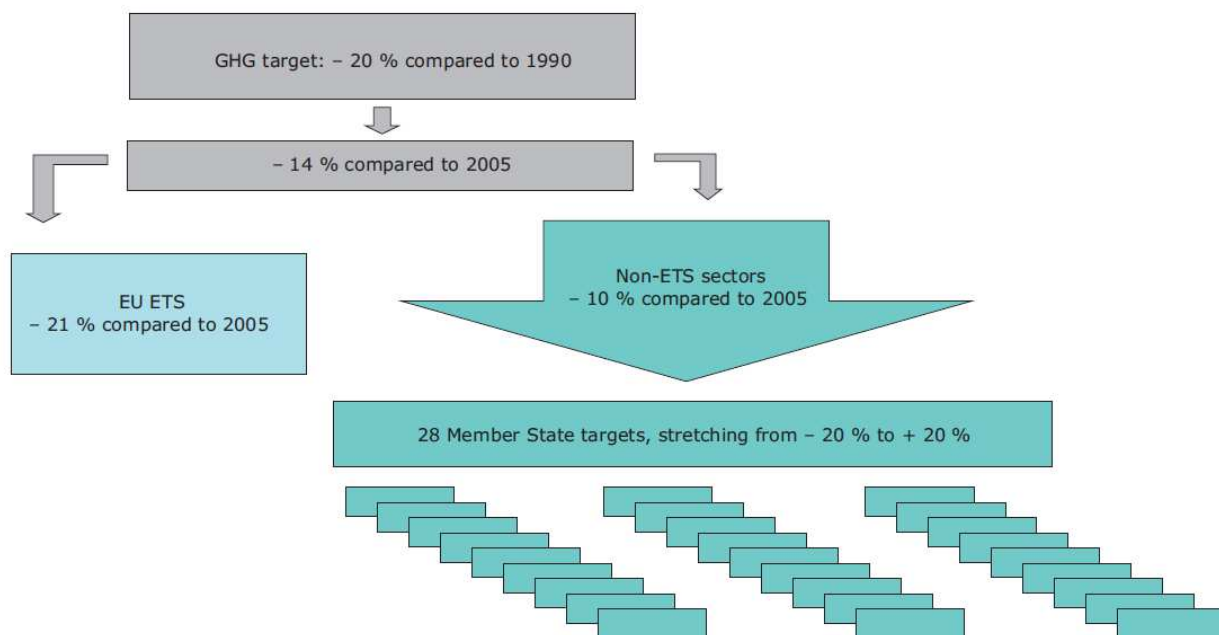 GHG target: – 20 % compared to 1990
– 14 % compared to 2005
EU ETS
– 21 % compared to 2005
Non-ETS sectors
– 10 % compared to 2005
28 Member State targets, stretching from – 20 % to + 20 %